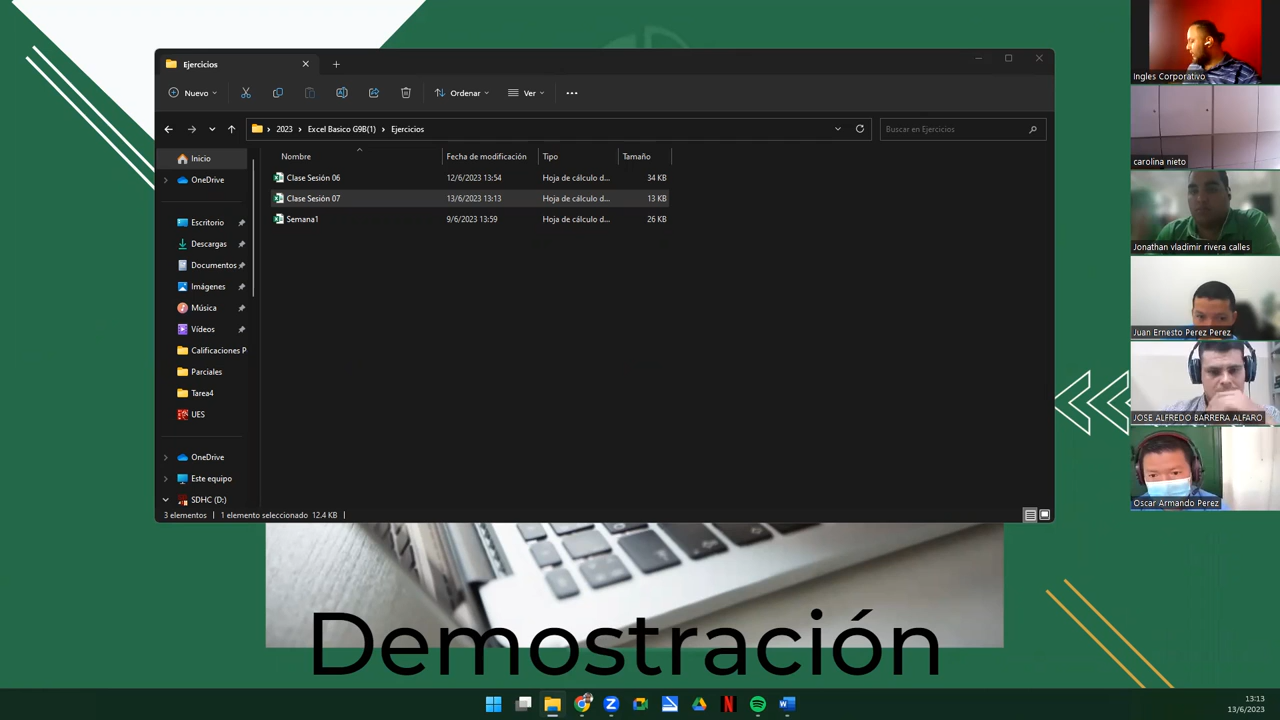 Ejercicios
Nuevo
Ordenar
Ver
2023 > Excel Basico G9B(1) > Ejercicios
Buscar en Ejercicios
Inicio
OneDrive
Escritorio
Descargas
Documentos
Imágenes
Música
Vídeos
Calificaciones P
Parciales
Tarea4
UES
OneDrive
Este equipo
SDHC (D:)
Nombre Fecha de modificación Tipo Tamaño
Clase Sesión 06 12/6/2023 13:54 Hoja de cálculo d... 34 KB
Clase Sesión 07 13/6/2023 13:13 Hoja de cálculo d... 13 KB
Semana1 9/6/2023 13:59 Hoja de cálculo d... 26 KB
3 elementos 1 elemento seleccionado 12.4 KB
Ingles Corporativo
carolina nieto
Jonathan vladimir rivera calles
Juan Ernesto Perez Perez
JOSE ALFREDO BARRERA ALFARO
Oscar Armando Perez
Demostración
13:13
13/6/2023